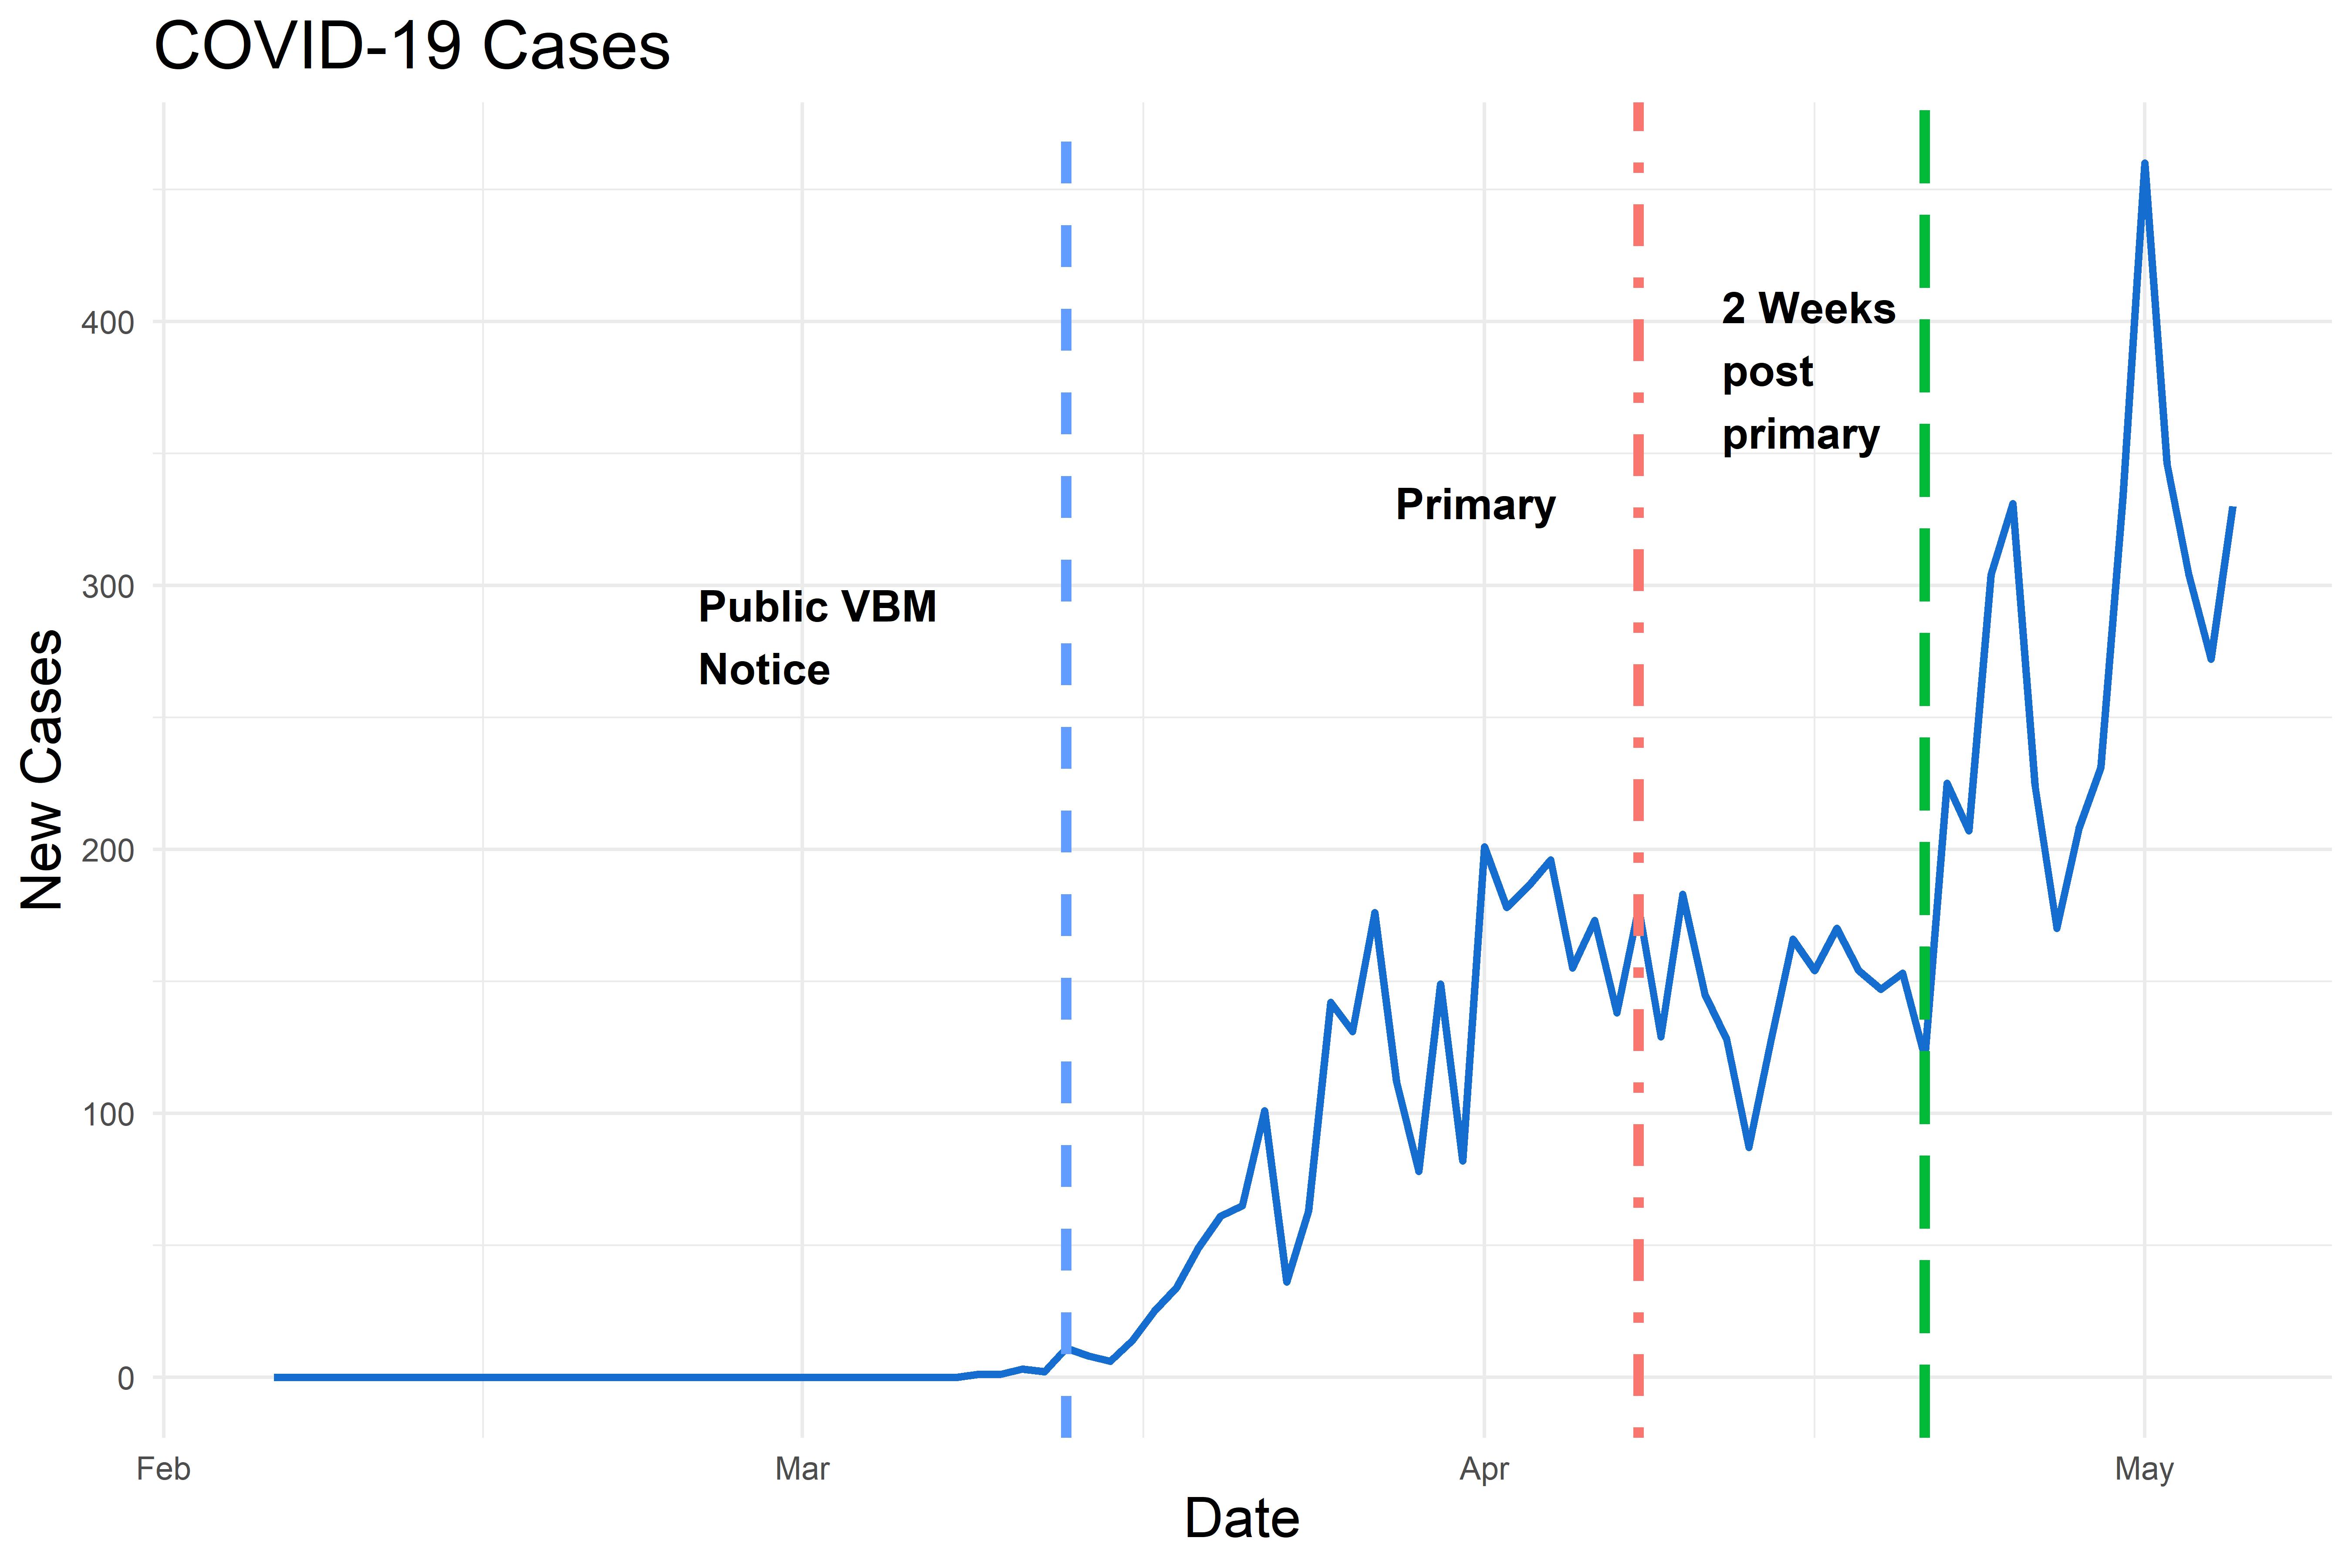 COVID-19 Cases
New Cases
400
300
200
100
0
Public VBM
Notice
Primary
2 Weeks
post
primary
Feb
Mar
Apr
May
Date